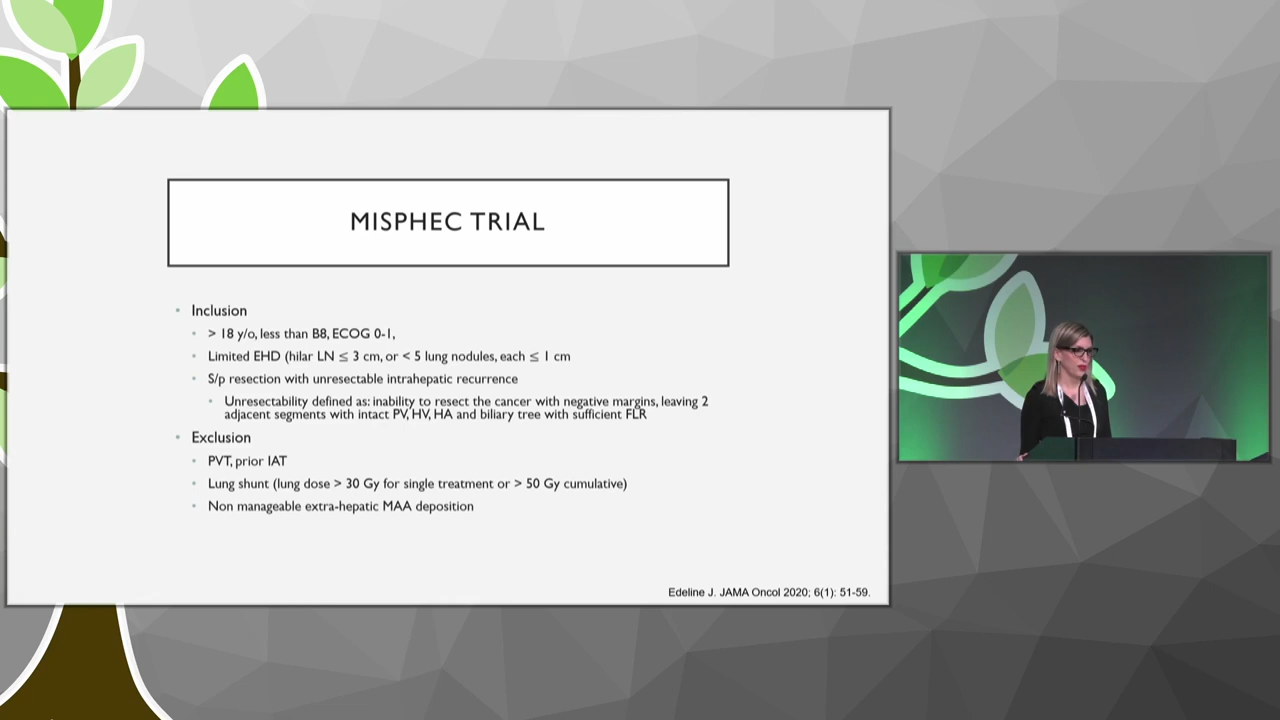 MISPHEC TRIAL
Inclusion
> 18 y/o, less than B8, ECOG 0-1,
Limited EHD (hilar LN ≤ 3 cm, or < 5 lung nodules, each ≤ 1 cm
S/p resection with unresectable intrahepatic recurrence
Unresectability defined as: inability to resect the cancer with negative margins, leaving 2
adjacent segments with intact PV, HV, HA and biliary tree with sufficient FLR
Exclusion
PVT, prior IAT
Lung shunt (lung dose > 30 Gy for single treatment or > 50 Gy cumulative)
Non manageable extra-hepatic MAA deposition
Edeline J. JAMA Oncol 2020; 6(1): 51-59.